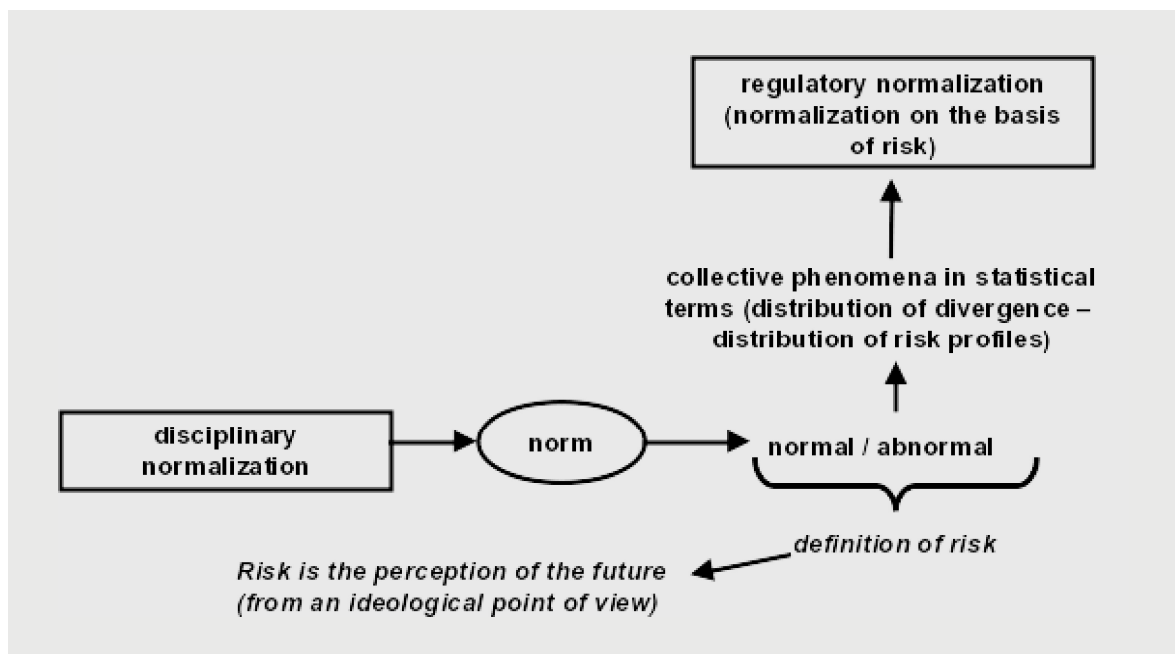 regulatory normalization
(normalization on the basis
of risk)
collective phenomena in statistical
terms (distribution of divergence –
distribution of risk profiles)
disciplinary
normalization
norm
normal / abnormal
definition of risk
Risk is the perception of the future
(from an ideological point of view)